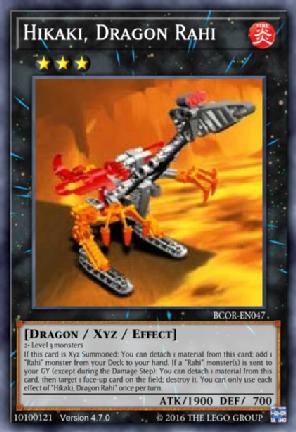 HIKAKI, DRAGON RAHI
FIRE
炎
BCOR-EN047
[DRAGON / XYZ / EFFECT]
2+ Level 3 monsters
If this card is Xyz Summoned: You can detach 1 material from this card; add 1
"Rahi" monster from your Deck to your hand. If a "Rahi" monster(s) is sent to
your GY (except during the Damage Step): You can detach 1 material from this
card, then target 1 face-up card on the field; destroy it. You can only use each
effect of "Hikaki, Dragon Rahi" once per turn.
ATK/1900 DEF/ 700
10100121 Version 4.7.0 © 2016 THE LEGO GROUP